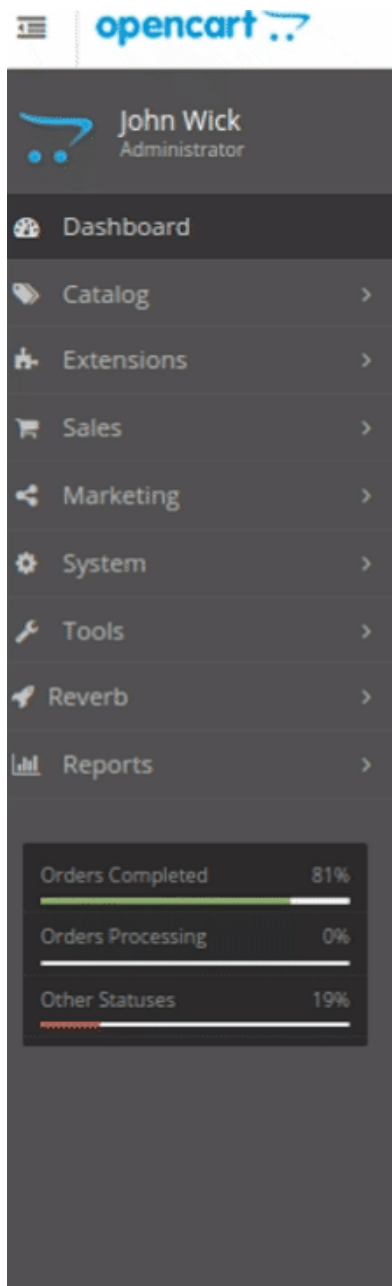 opencart
John Wick
Administrator
Dashboard
Catalog
Extensions
Sales
Marketing
System
Tools
Reverb
Reports
Orders Completed 81%
Orders Processing 0%
Other Statuses 19%